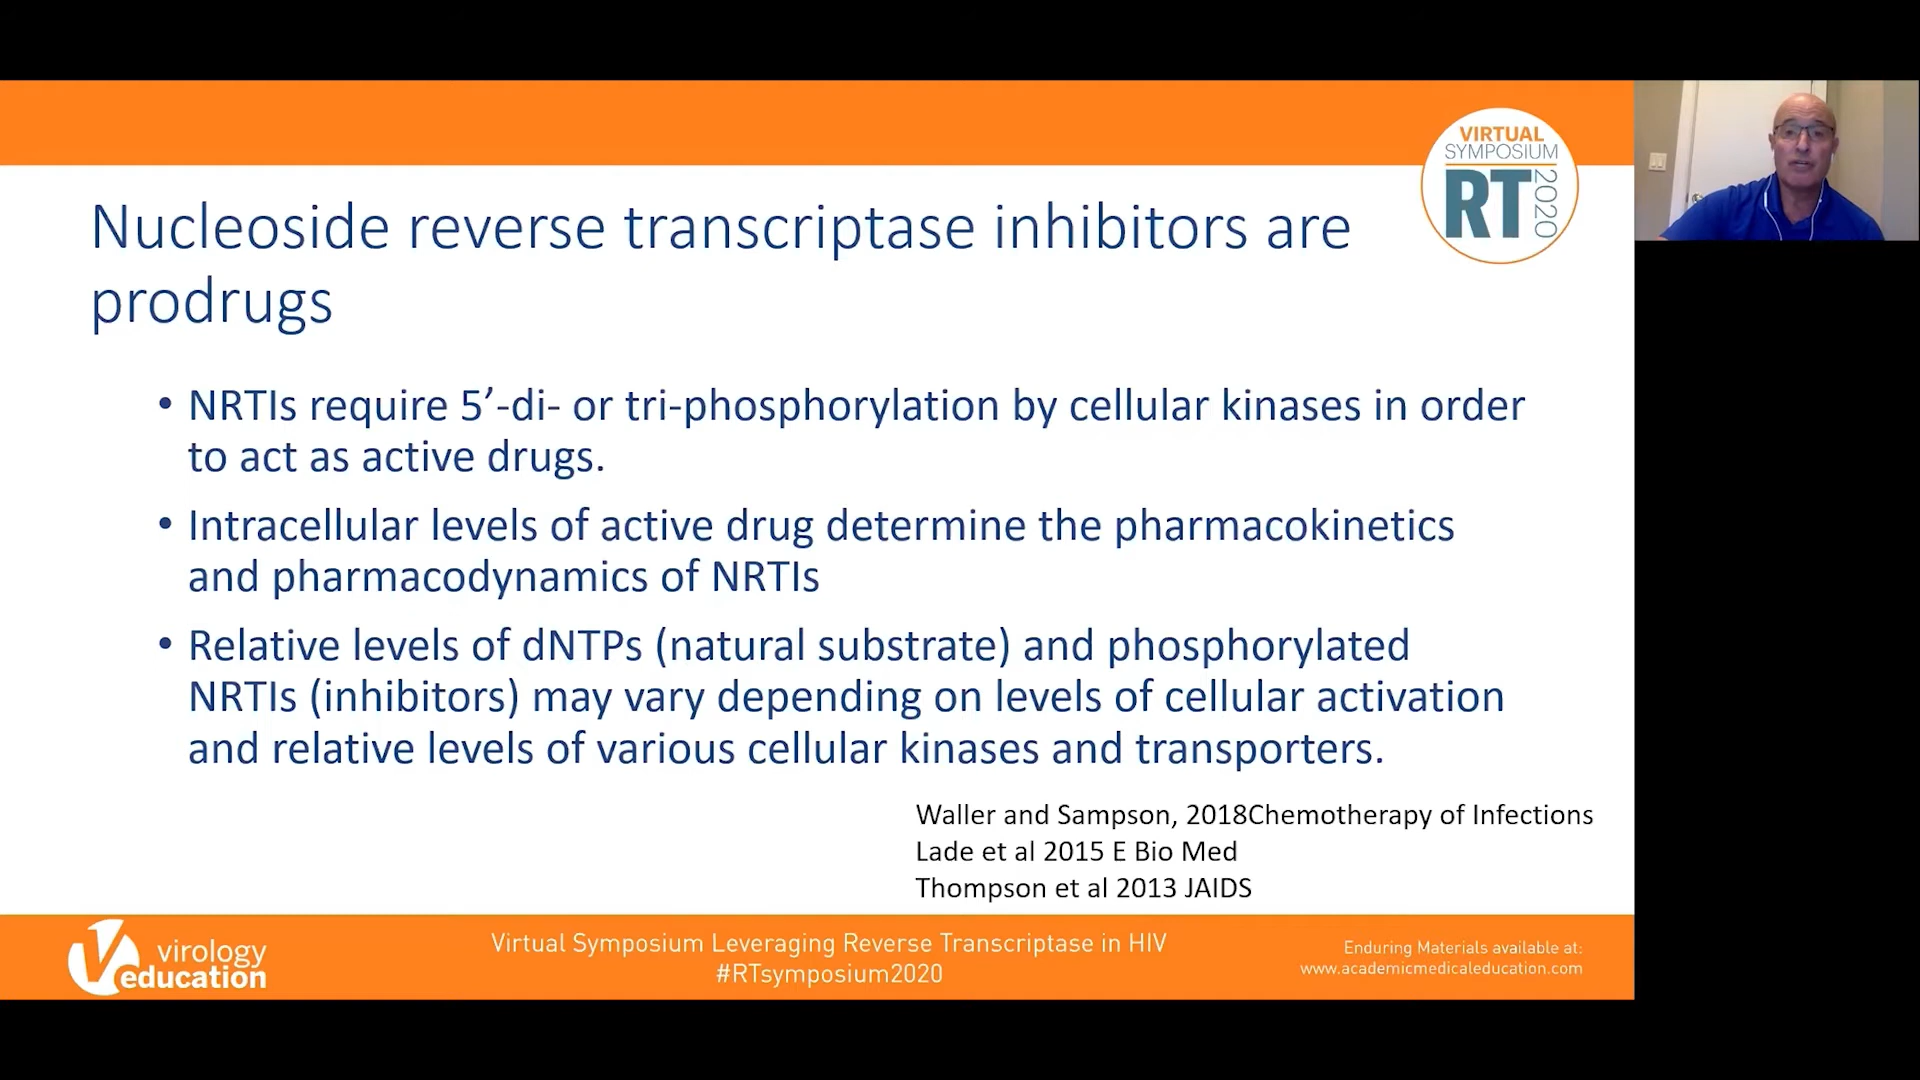 VIRTUAL
SYMPOSIUM
RT
2020
Nucleoside reverse transcriptase inhibitors are
prodrugs
• NRTIs require 5’-di- or tri-phosphorylation by cellular kinases in order
to act as active drugs.
• Intracellular levels of active drug determine the pharmacokinetics
and pharmacodynamics of NRTIs
• Relative levels of dNTPs (natural substrate) and phosphorylated
NRTIs (inhibitors) may vary depending on levels of cellular activation
and relative levels of various cellular kinases and transporters.
Waller and Sampson, 2018Chemotherapy of Infections
Lade et al 2015 E Bio Med
Thompson et al 2013 JAIDS
virology
education
Virtual Symposium Leveraging Reverse Transcriptase in HIV
#RTsymposium2020
Enduring Materials available at:
www.academicmedicaleducation.com